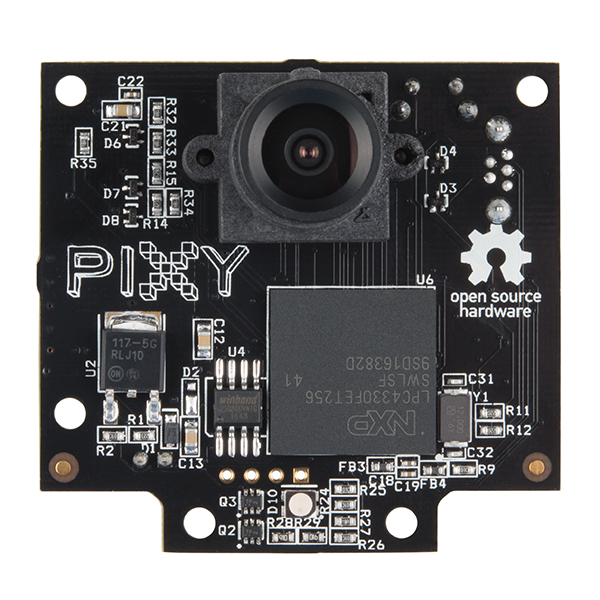 C22
C21
D6
R35
R32
R33
R15
D7
D8
R14
R34
D4
D3
PIXY
open source
hardware
U6
U2
117-5G
RLJ10
ON
C12
D2
U4
winbond
NXP
LPC4330FET256
SWLSF 41
9SD16382D
C31
Y1
R11
R12
C32
R1
R2
D1
C13
FB3
C18
C19
FB4
R9
Q3
Q2
D10
R24
R25
R28
R29
R27
R26